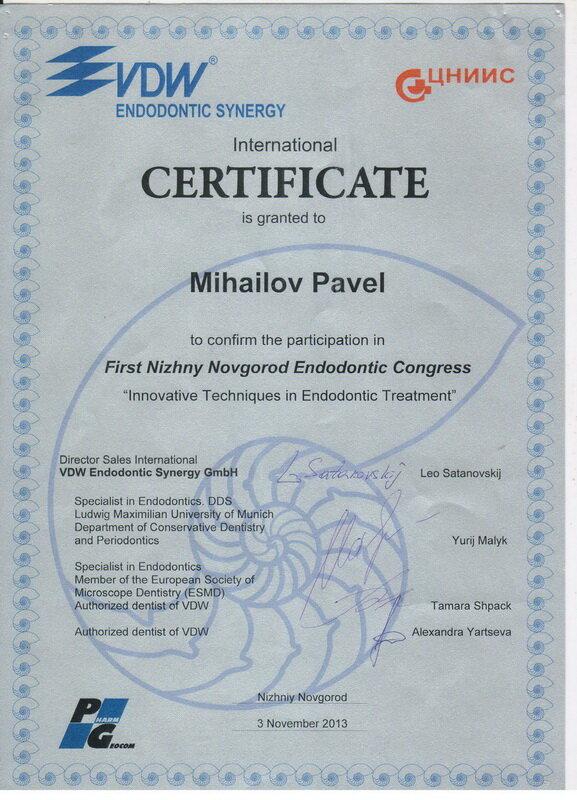 VDW®
ENDODONTIC SYNERGY
ЦНИИС
International
CERTIFICATE
is granted to
Mihailov Pavel
to confirm the participation in
First Nizhny Novgorod Endodontic Congress
“Innovative Techniques in Endodontic Treatment”
Director Sales International
VDW Endodontic Synergy GmbH
L. Satanovskij
Leo Satanovskij
Specialist in Endodontics. DDS
Ludwig Maximilian University of Munich
Department of Conservative Dentistry
and Periodontics
Yurij Malyk
Specialist in Endodontics
Member of the European Society of
Microscope Dentistry (ESMD)
Authorized dentist of VDW
Tamara Shpack
Authorized dentist of VDW
Alexandra Yartseva
Nizhniy Novgorod
3 November 2013
PHARM
GEOCOM